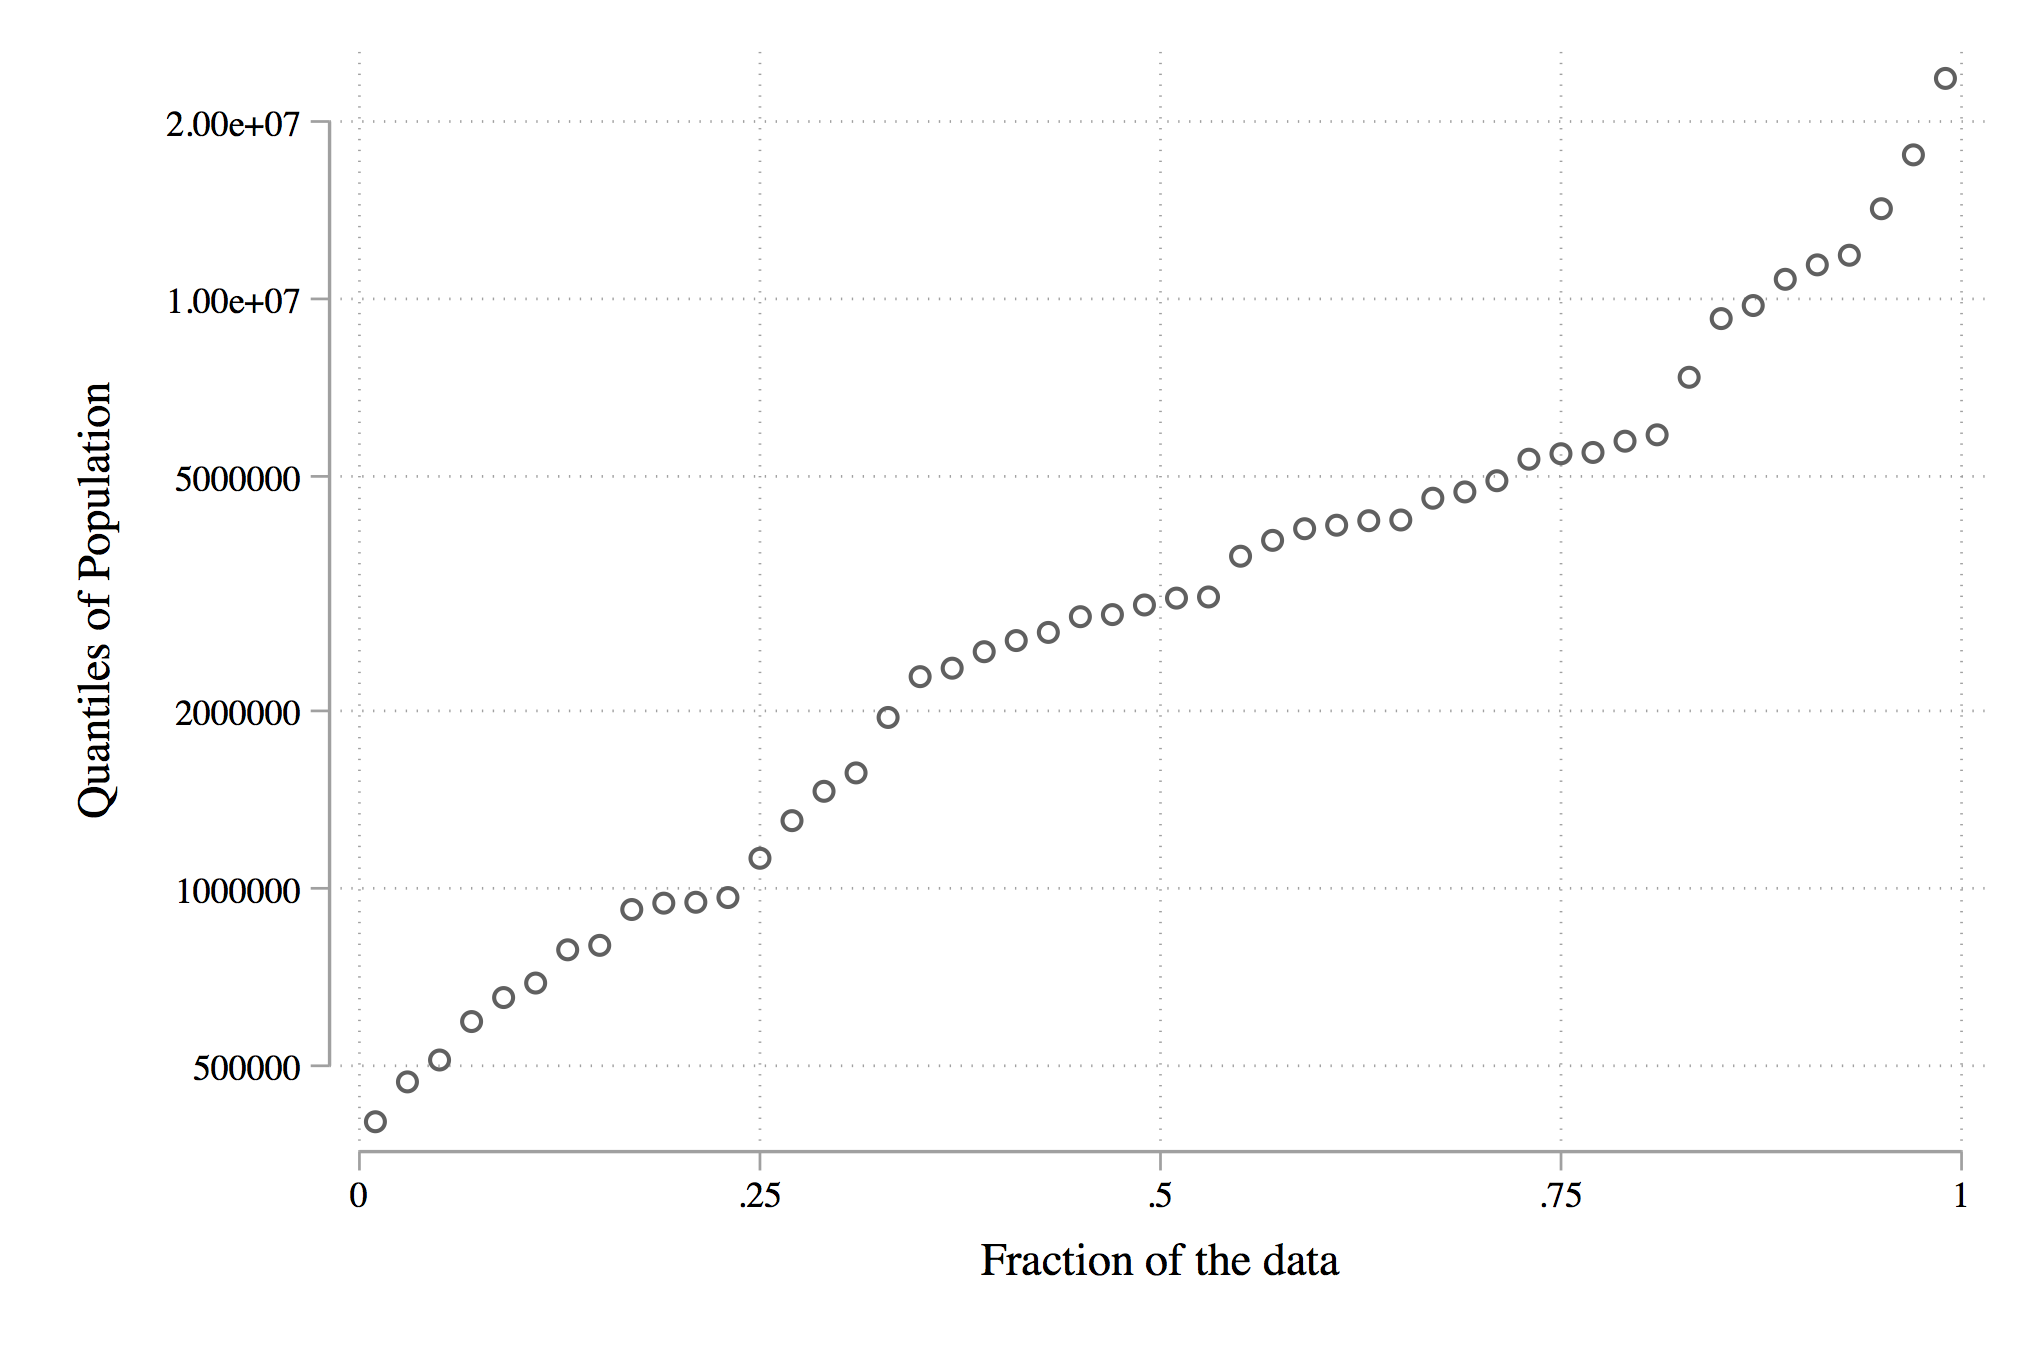 2.00e+07
1.00e+07
5000000
2000000
1000000
500000
Quantiles of Population
0 .25 .5 .75 1
Fraction of the data